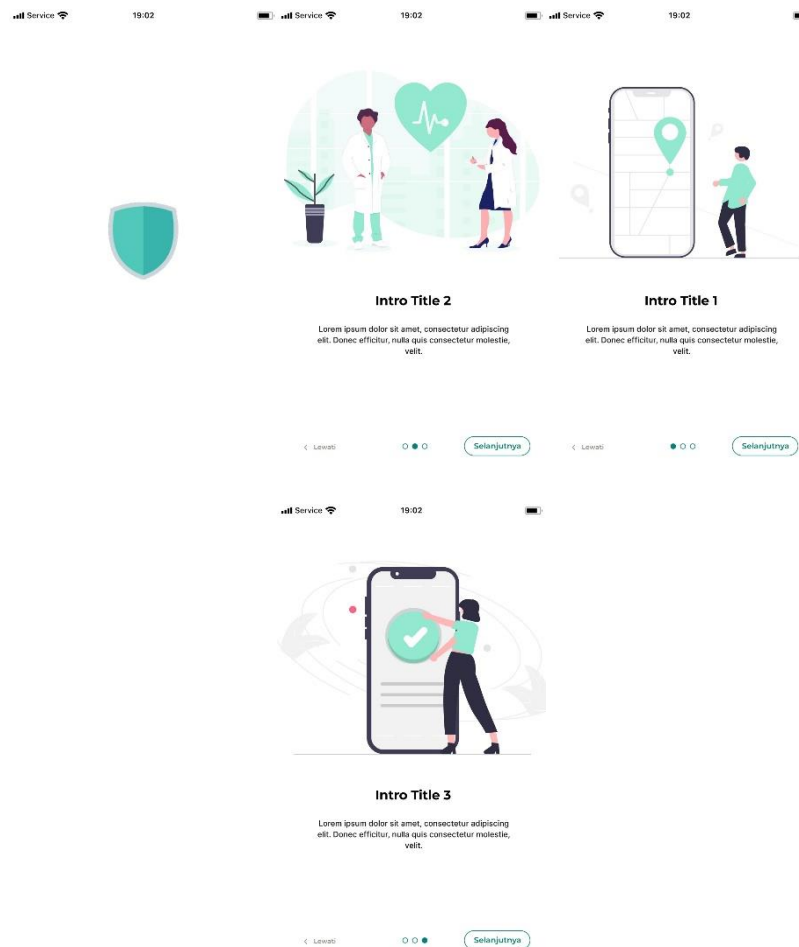 Service 19:02
Service 19:02
Service 19:02
Intro Title 2
Lorem ipsum dolor sit amet, consectetur adipiscing
elit. Donec efficitur, nulla quis consectetur molestie,
velit.
< Lewati
Selanjutnya
Intro Title 1
Lorem ipsum dolor sit amet, consectetur adipiscing
elit. Donec efficitur, nulla quis consectetur molestie,
velit.
< Lewati
Selanjutnya
Service 19:02
Intro Title 3
Lorem ipsum dolor sit amet, consectetur adipiscing
elit. Donec efficitur, nulla quis consectetur molestie,
velit.
< Lewati
Selanjutnya